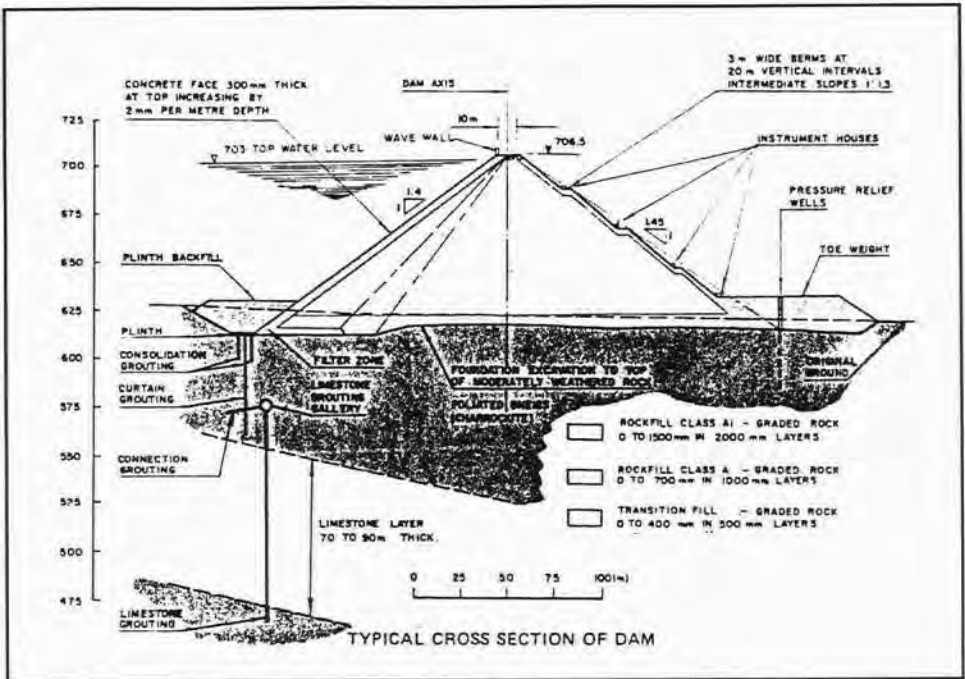 CONCRETE FACE 300mm THICK
AT TOP INCREASING BY
2mm PER METRE DEPTH
DAM AXIS
3m WIDE BERMS AT
20m VERTICAL INTERVALS
INTERMEDIATE SLOPES 1:1.3
10m
WAVE WALL
706.5
INSTRUMENT HOUSES
703 TOP WATER LEVEL
PRESSURE RELIEF
WELLS
1.4
1
1.45
1
TOE WEIGHT
PLINTH BACKFILL
PLINTH
CONSOLIDATION
GROUTING
CURTAIN
GROUTING
CONNECTION
GROUTING
LIMESTONE
GROUTING
FILTER ZONE
LIMESTONE
GROUTING
GALLERY
FOUNDATION EXCAVATION TO TOP
OF MODERATELY-WEATHERED ROCK
FOLIATED GNEISS
(CHARNOCKITE)
ORIGINAL
GROUND
ROCKFILL CLASS A1 - GRADED ROCK
0 TO 1500mm IN 2000mm LAYERS
ROCKFILL CLASS A - GRADED ROCK
0 TO 700mm IN 1000mm LAYERS
TRANSITION FILL - GRADED ROCK
0 TO 400 mm IN 500mm LAYERS
LIMESTONE LAYER
70 TO 90m THICK.
725
700
675
650
625
600
575
550
525
500
475
0 25 50 75 100(m)
TYPICAL CROSS SECTION OF DAM